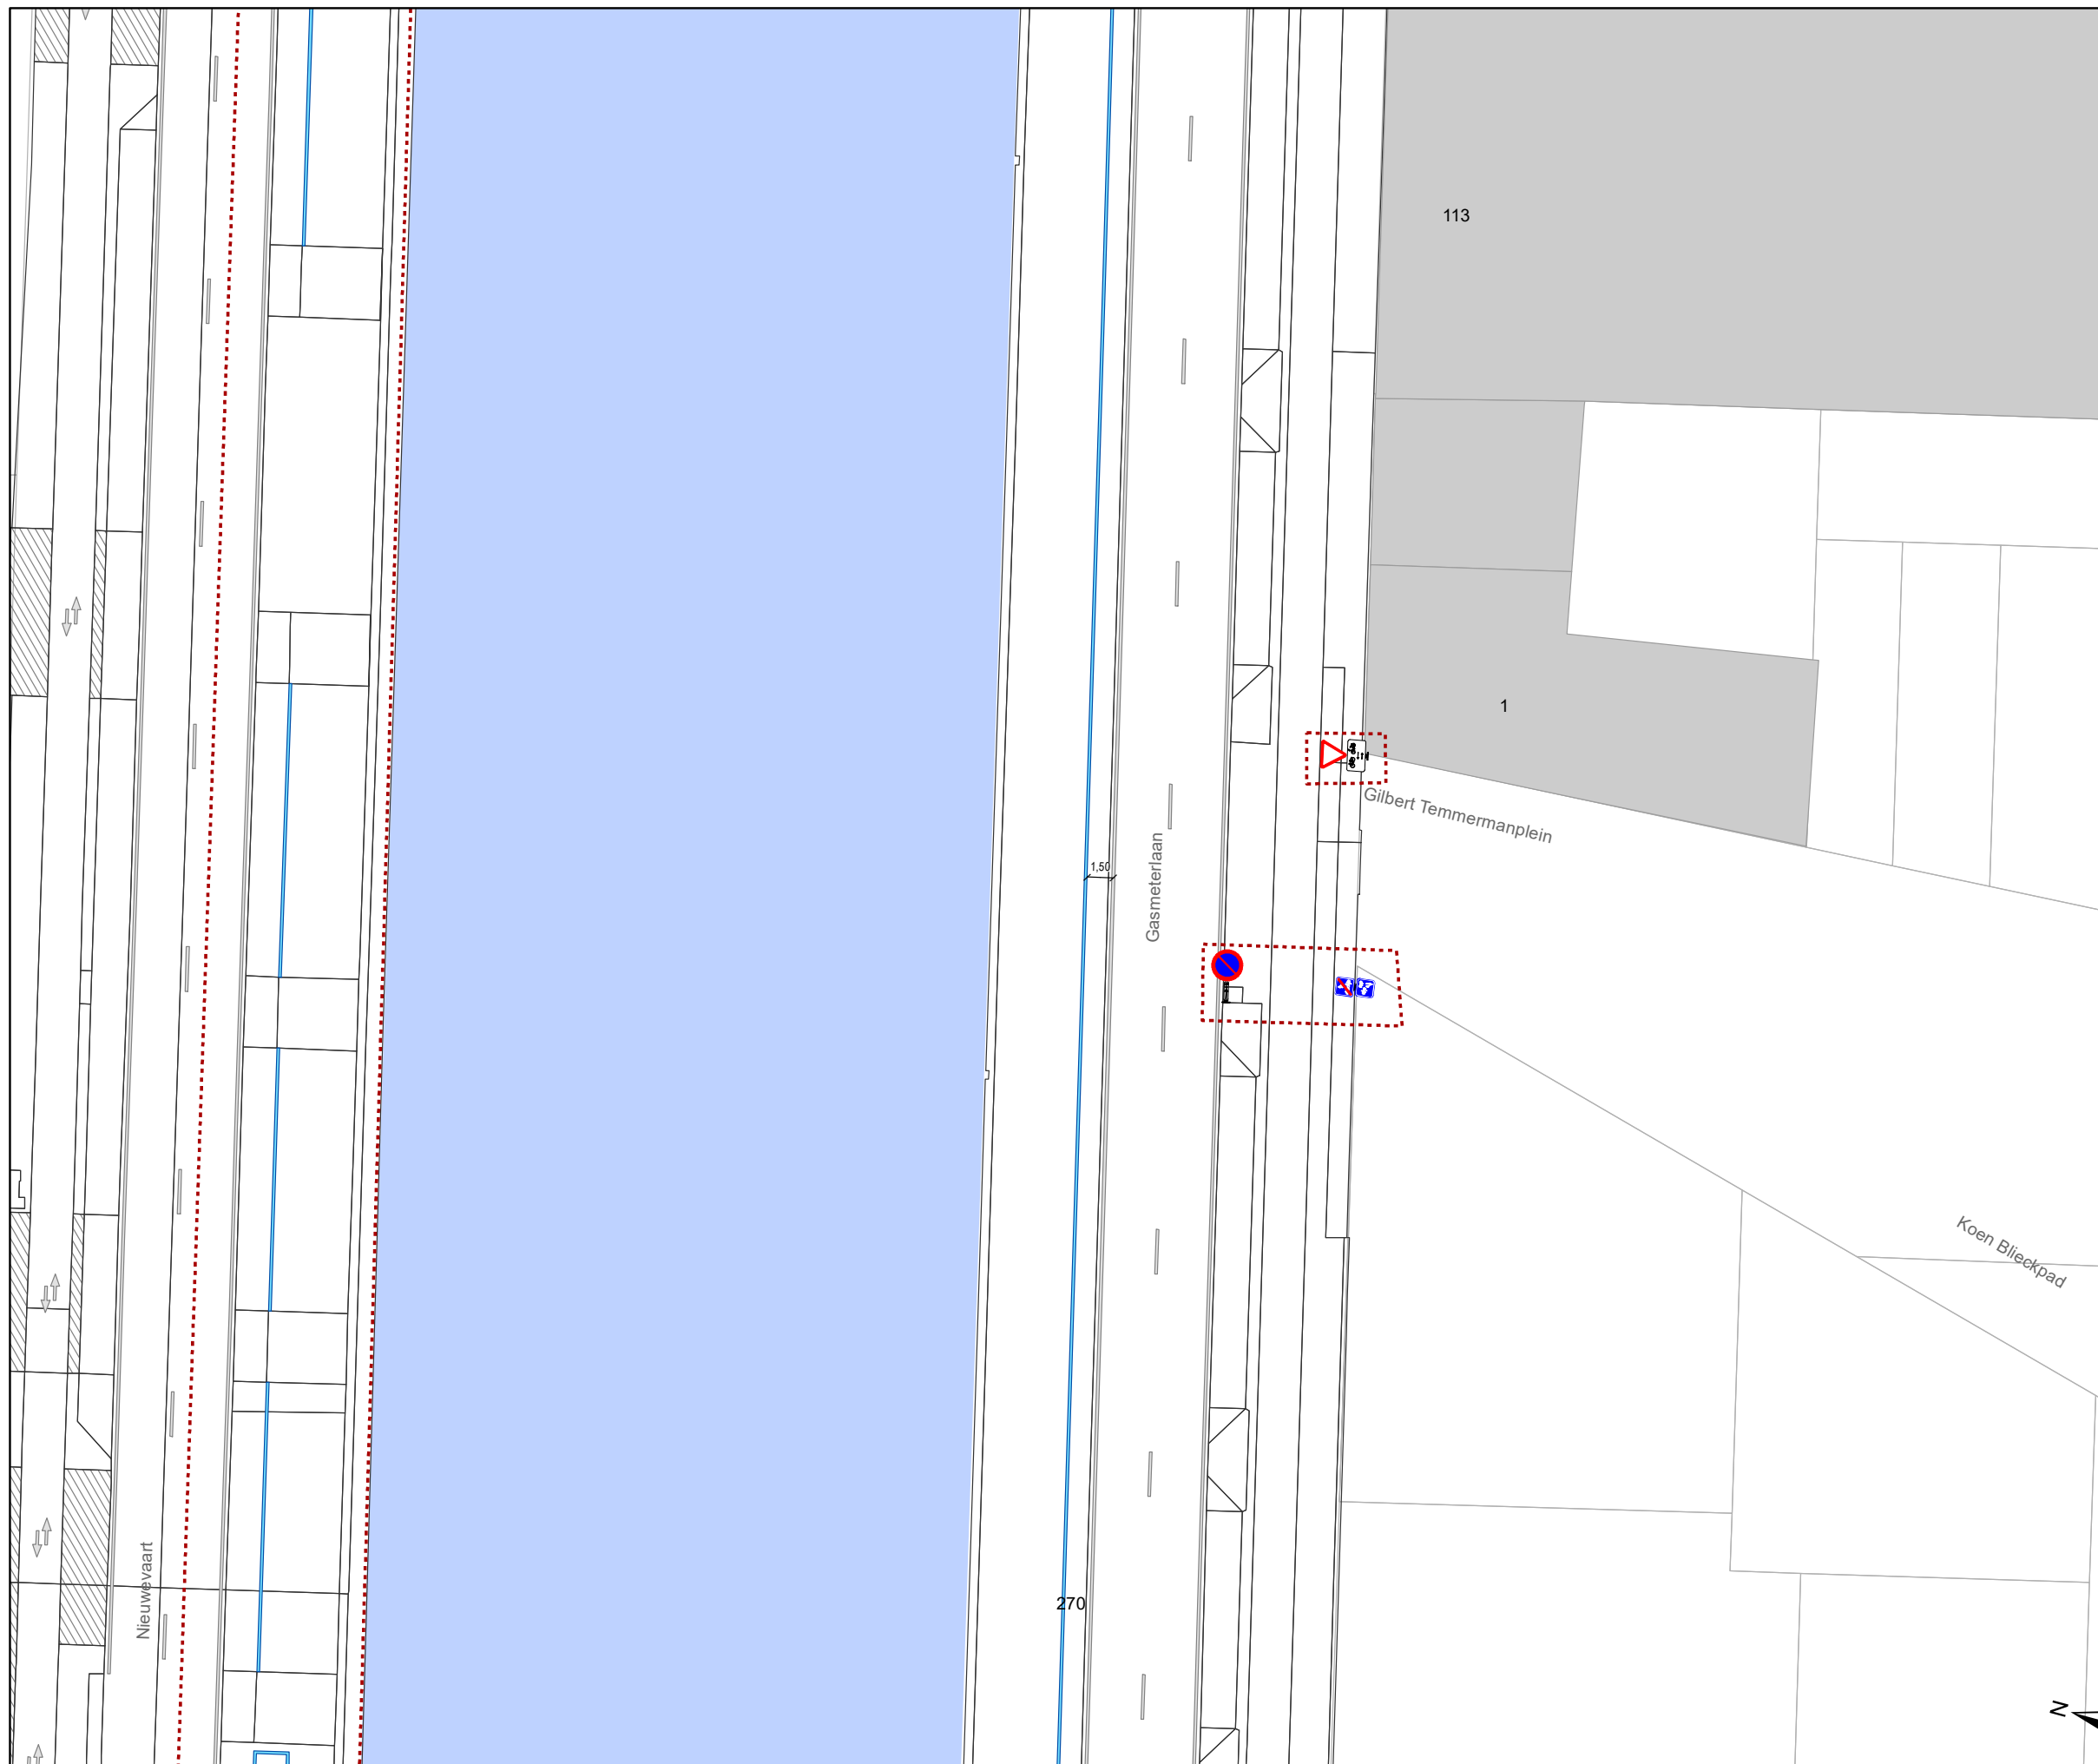 113
1
Gilbert Temmermanplein
1,50
Gasmeterlaan
Koen Blieckpad
Nieuwevaart
270
N